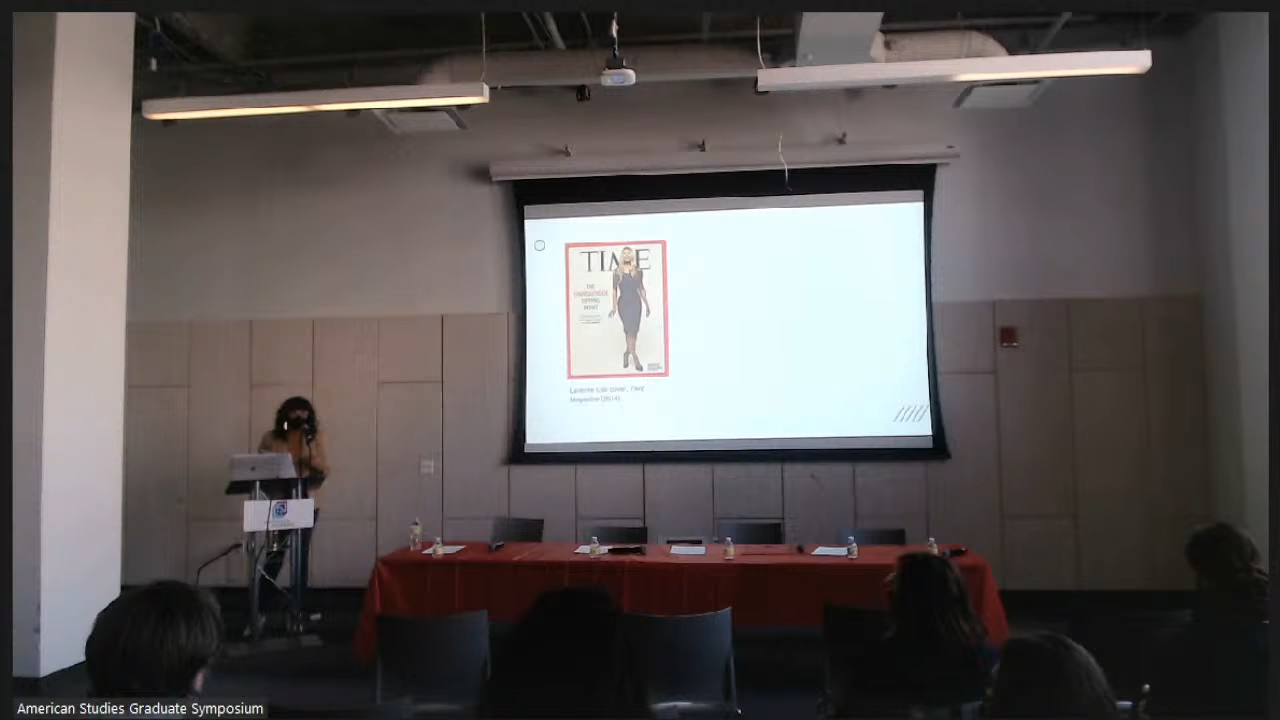 TIME
THE
TRANSGENDER
TIPPING
POINT
Laverne Cox cover, Time
Magazine (2014)
American Studies Graduate Symposium